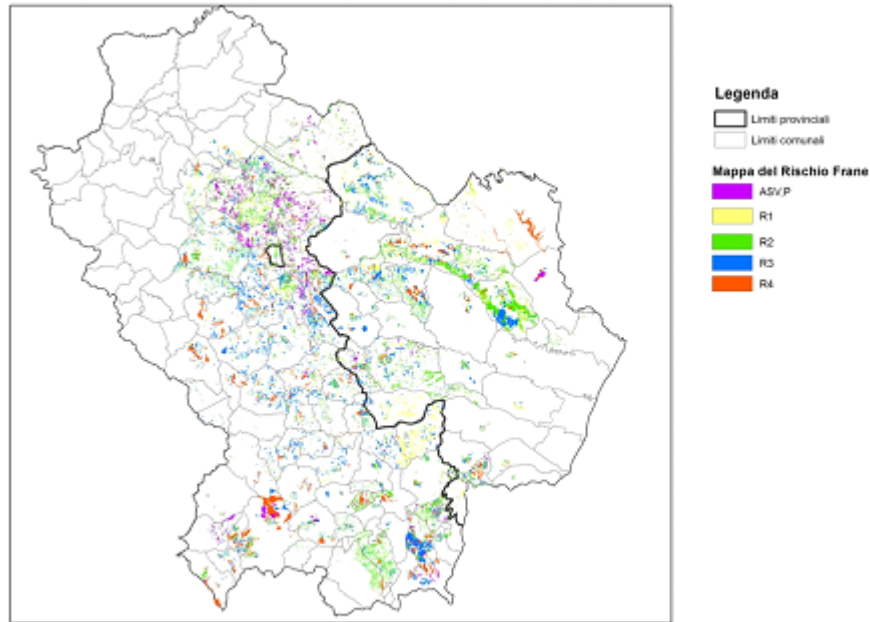 Legenda
Limiti provinciali
Limiti comunali
Mappa del Rischio Frane
ASV,P
R1
R2
R3
R4